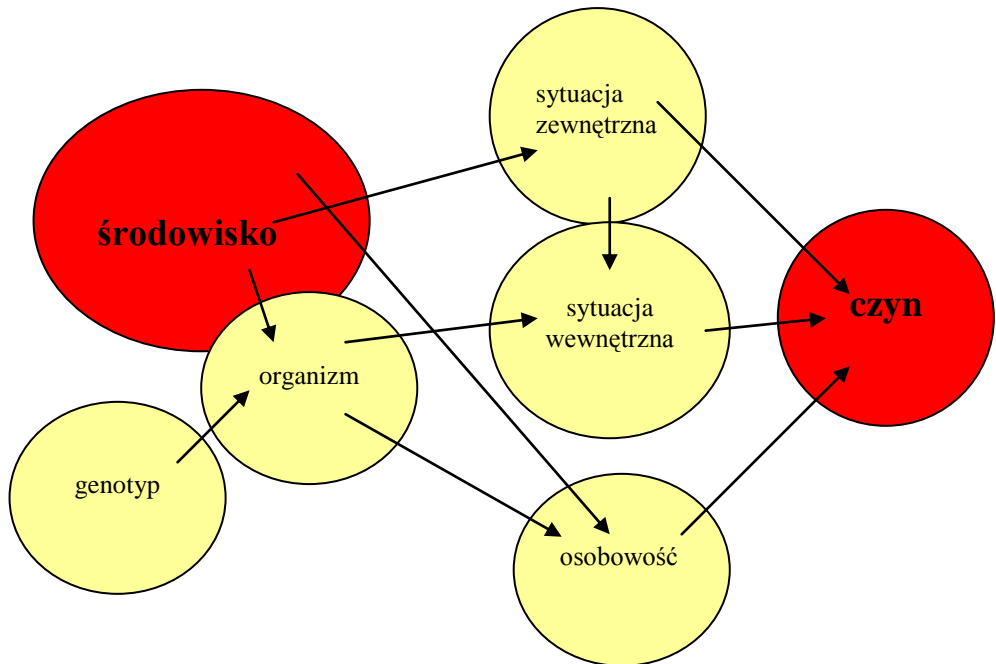 sytuacja
zewnętrzna
środowisko
czyn
sytuacja
wewnętrzna
organizm
genotyp
osobowość